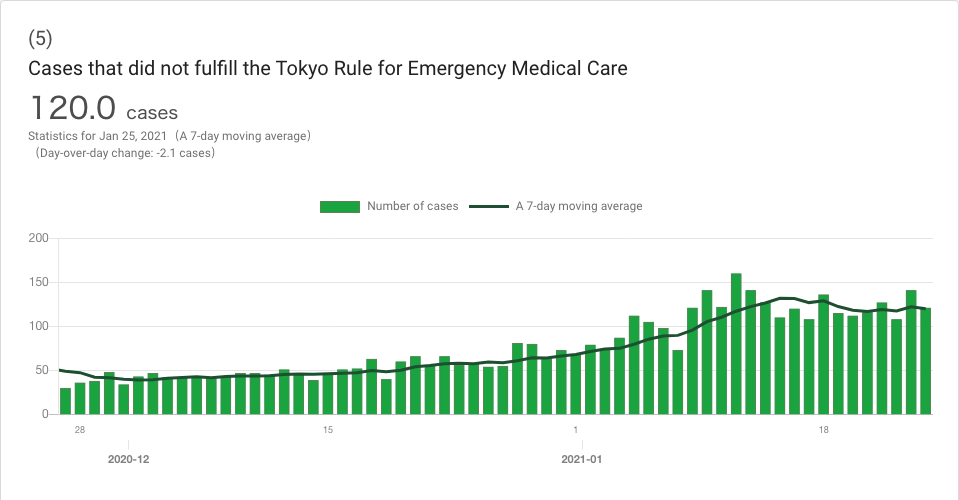 (5)
Cases that did not fulfill the Tokyo Rule for Emergency Medical Care
120.0 cases
Statistics for Jan 25, 2021（A 7-day moving average）
（Day-over-day change: -2.1 cases）
Number of cases A 7-day moving average
200
150
100
50
0
28 15 1 18
2020-12 2021-01